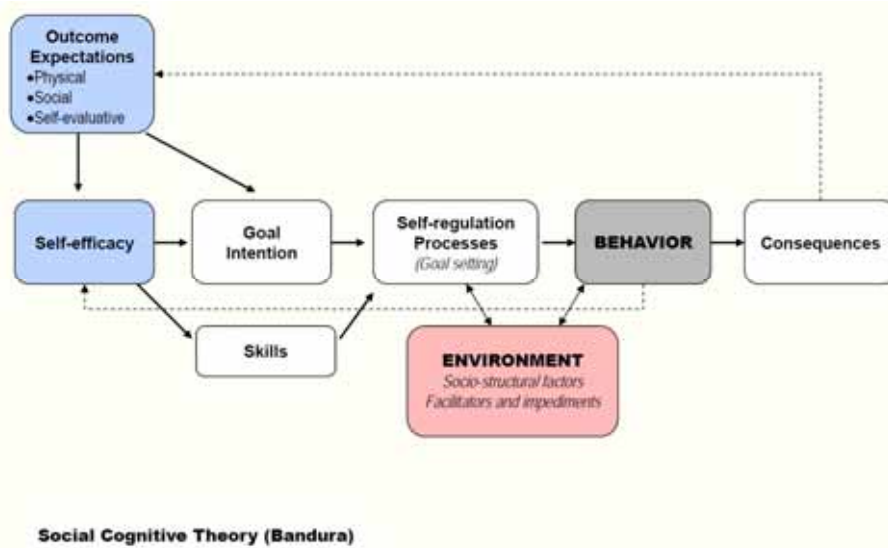 Outcome
Expectations
●Physical
●Social
●Self-evaluative
Self-efficacy
Goal
Intention
Self-regulation
Processes
(Goal setting)
BEHAVIOR
Consequences
Skills
ENVIRONMENT
Socio-structural factors
Facilitators and impediments
Social Cognitive Theory (Bandura)